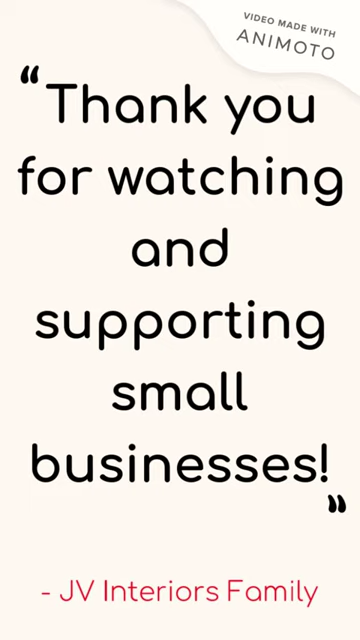 VIDEO MADE WITH
ANIMOTO
“Thank you
for watching
and
supporting
small
businesses!
”
- JV Interiors Family